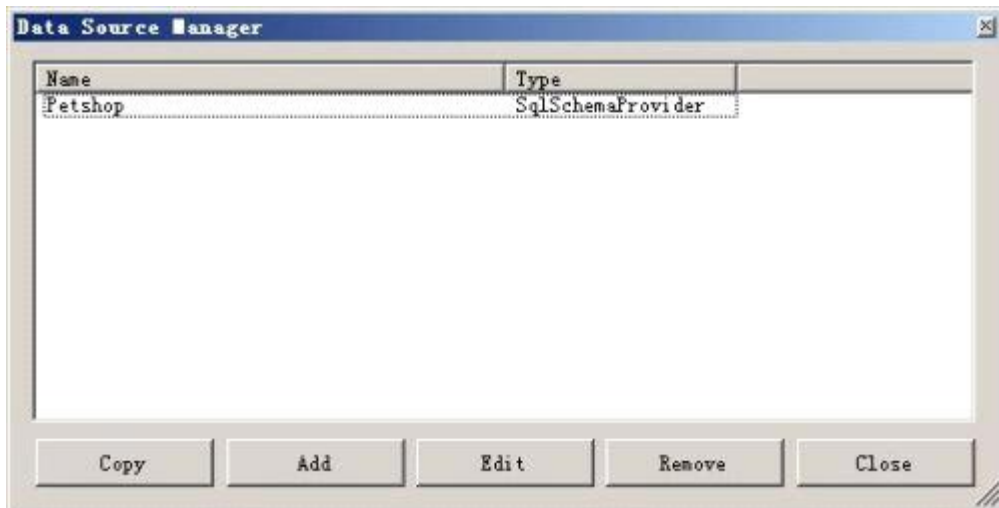 Data Source Manager
Name Type
Petshop SqlSchemaProvider
Copy Add Edit Remove Close